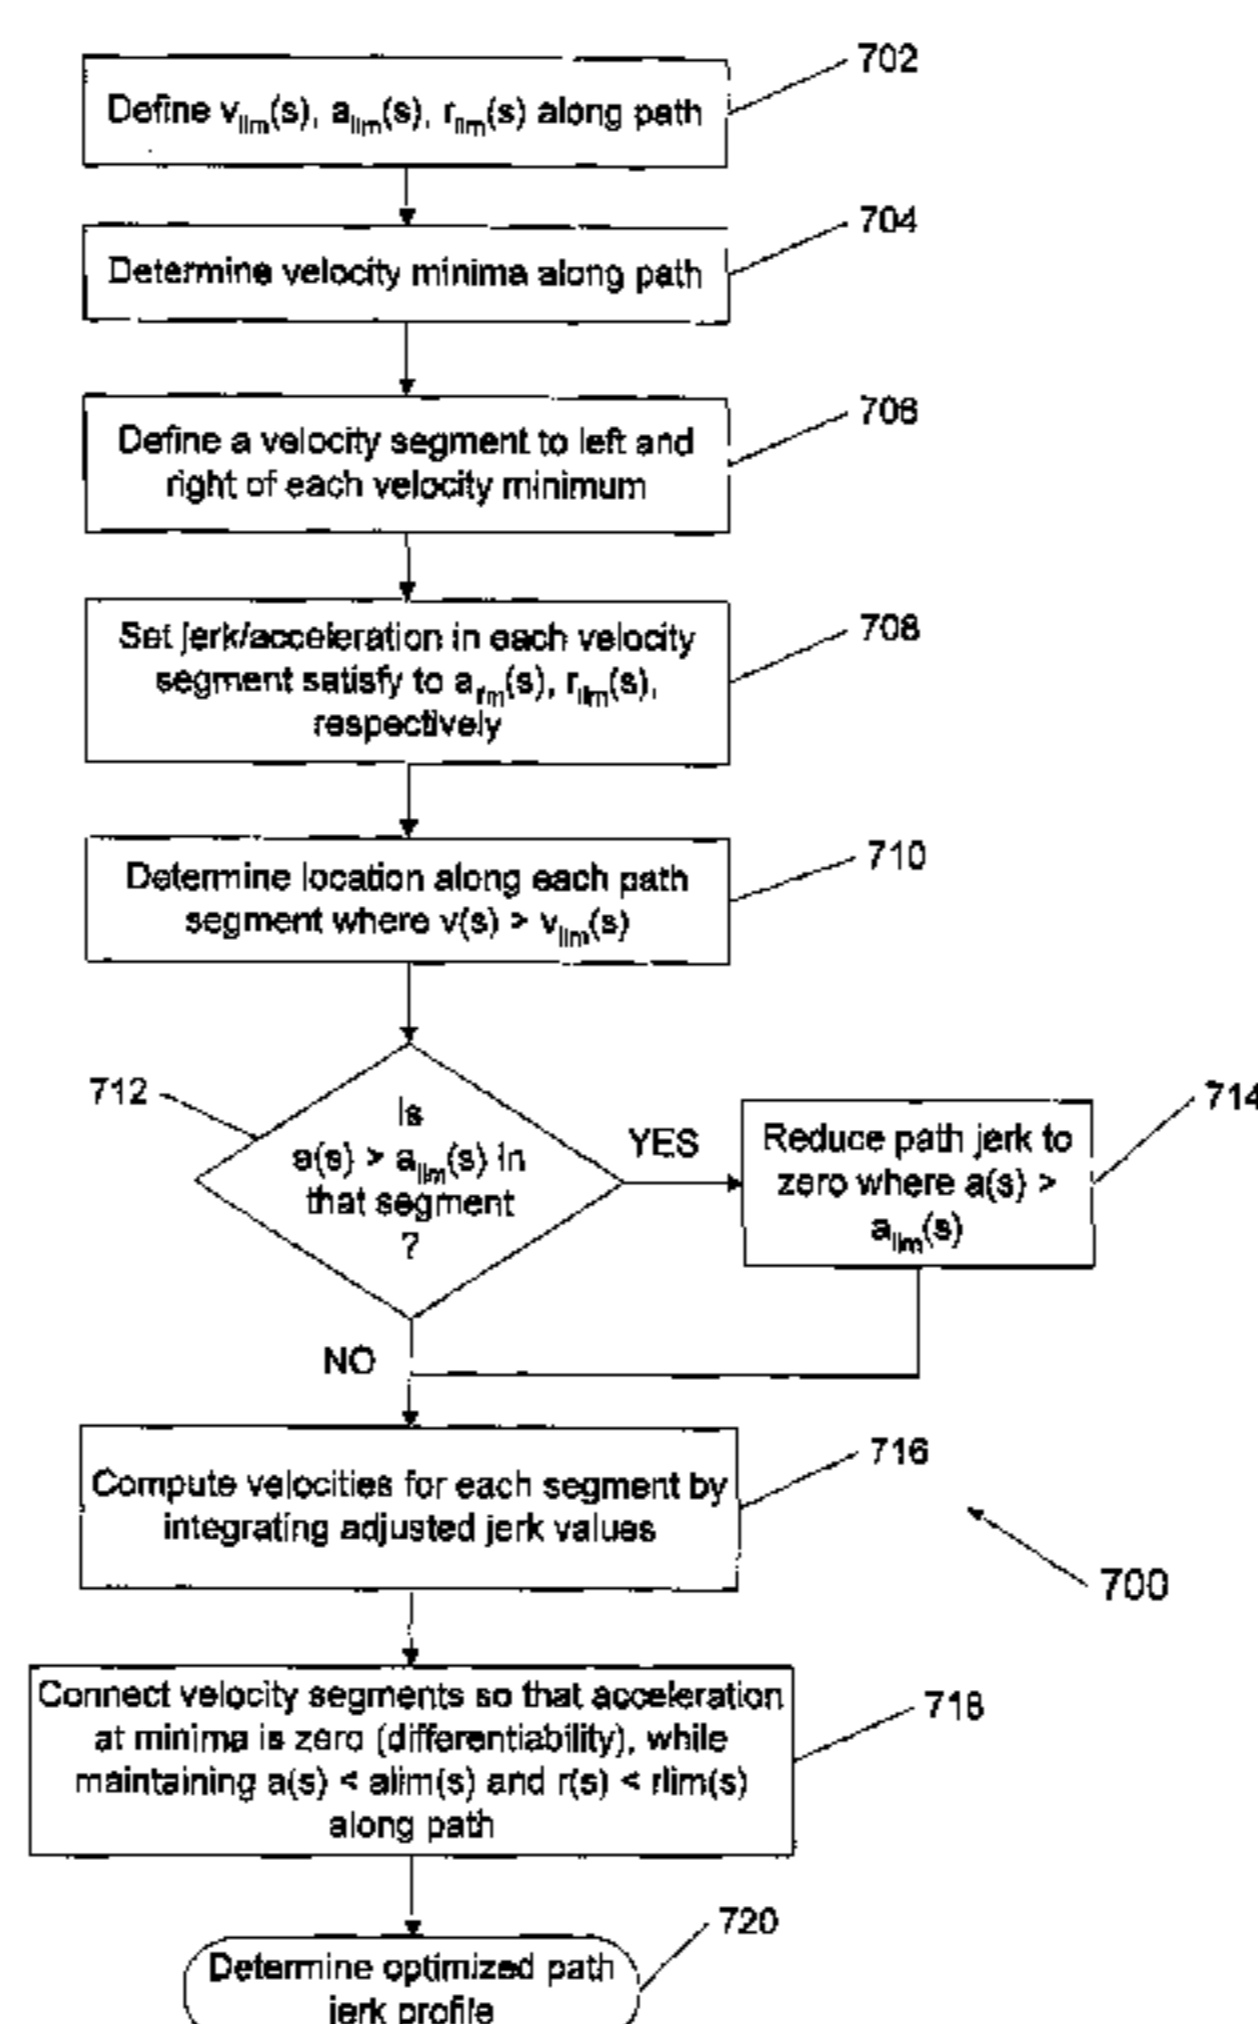 702
Define v_lim(s), a_lim(s), r_lim(s) along path
704
Determine velocity minima along path
706
Define a velocity segment to left and
right of each velocity minimum
708
Set jerk/acceleration in each velocity
segment satisfy to a_lim(s), r_lim(s),
respectively
710
Determine location along each path
segment where v(s) > v_lim(s)
712
Is
a(s) > a_lim(s) in
that segment
?
YES
714
Reduce path jerk to
zero where a(s) >
a_lim(s)
NO
716
Compute velocities for each segment by
integrating adjusted jerk values
700
718
Connect velocity segments so that acceleration
at minima is zero (differentiability), while
maintaining a(s) < alim(s) and r(s) < rlim(s)
along path
720
Determine optimized path
jerk profile